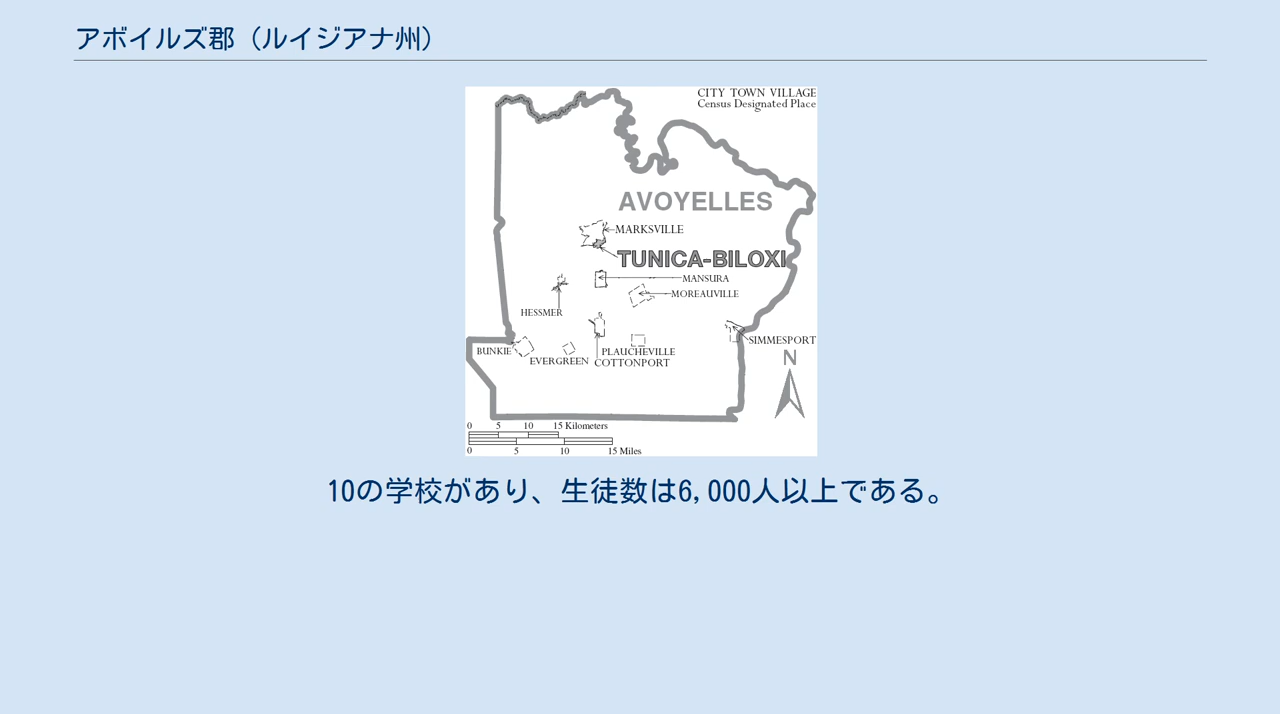 アボイルズ郡（ルイジアナ州）
CITY TOWN VILLAGE
Census Designated Place
AVOYELLES
MARKSVILLE
TUNICA-BILOXI
MANSURA
MOREAUVILLE
HESSMER
SIMMESPORT
BUNKIE
EVERGREEN
PLAUCHEVILLE
COTTONPORT
N
0 5 10 15 Kilometers
0 5 10 15 Miles
10の学校があり、生徒数は6,000人以上である。